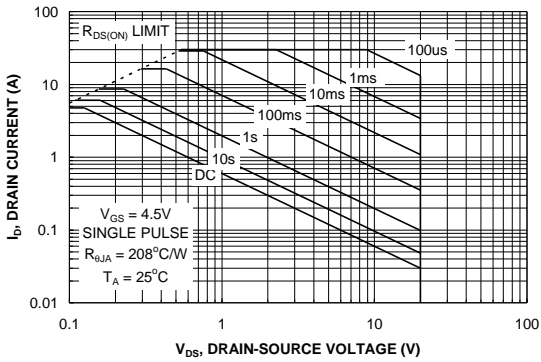 100
R_DS(ON) LIMIT
100us
1ms
10
10ms
100ms
1s
1
10s
DC
V_GS = 4.5V
SINGLE PULSE
R_θJA = 208°C/W
T_A = 25°C
0.1
0.01
0.1
1
10
100
I_D, DRAIN CURRENT (A)
V_DS, DRAIN-SOURCE VOLTAGE (V)